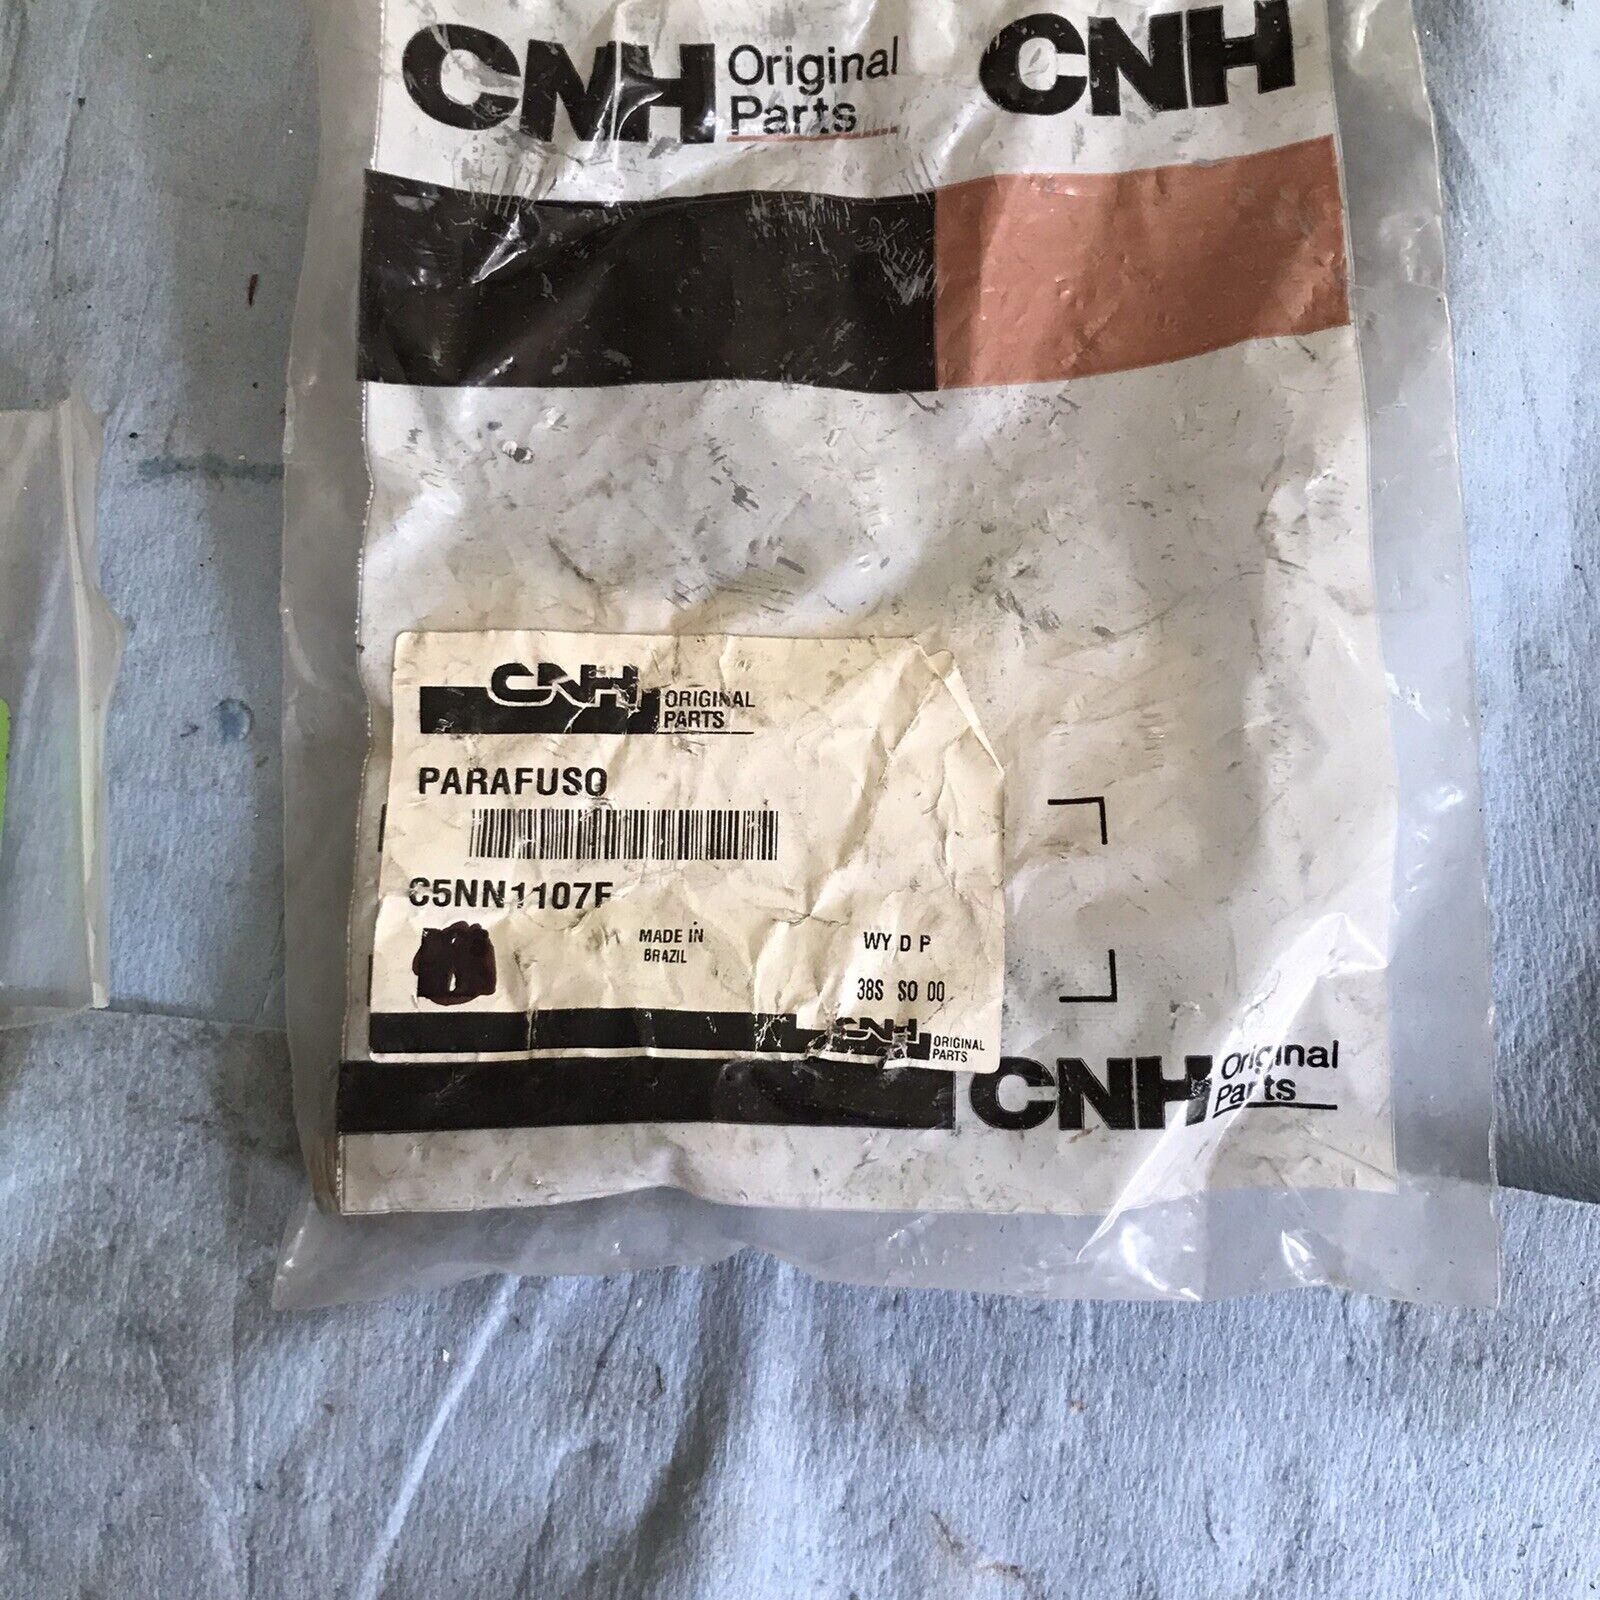 CNH Original Parts CNH
CNH ORIGINAL PARTS
PARAFUSO
C5NN1107F
MADE IN
BRAZIL
WY D P
38S SO 00
CNH ORIGINAL PARTS
CNH Original Parts